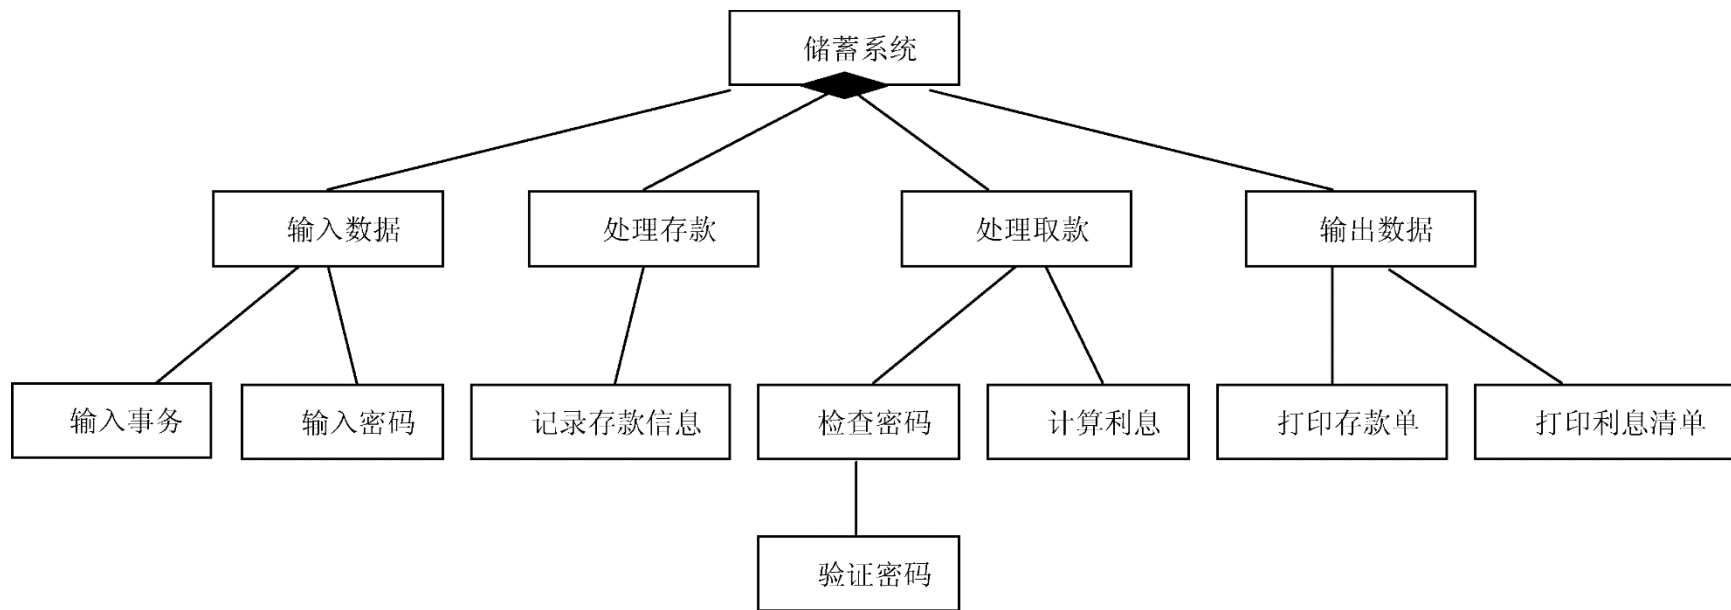 储蓄系统
输入数据
处理存款
处理取款
输出数据
输入事务
输入密码
记录存款信息
检查密码
计算利息
打印存款单
打印利息清单
验证密码